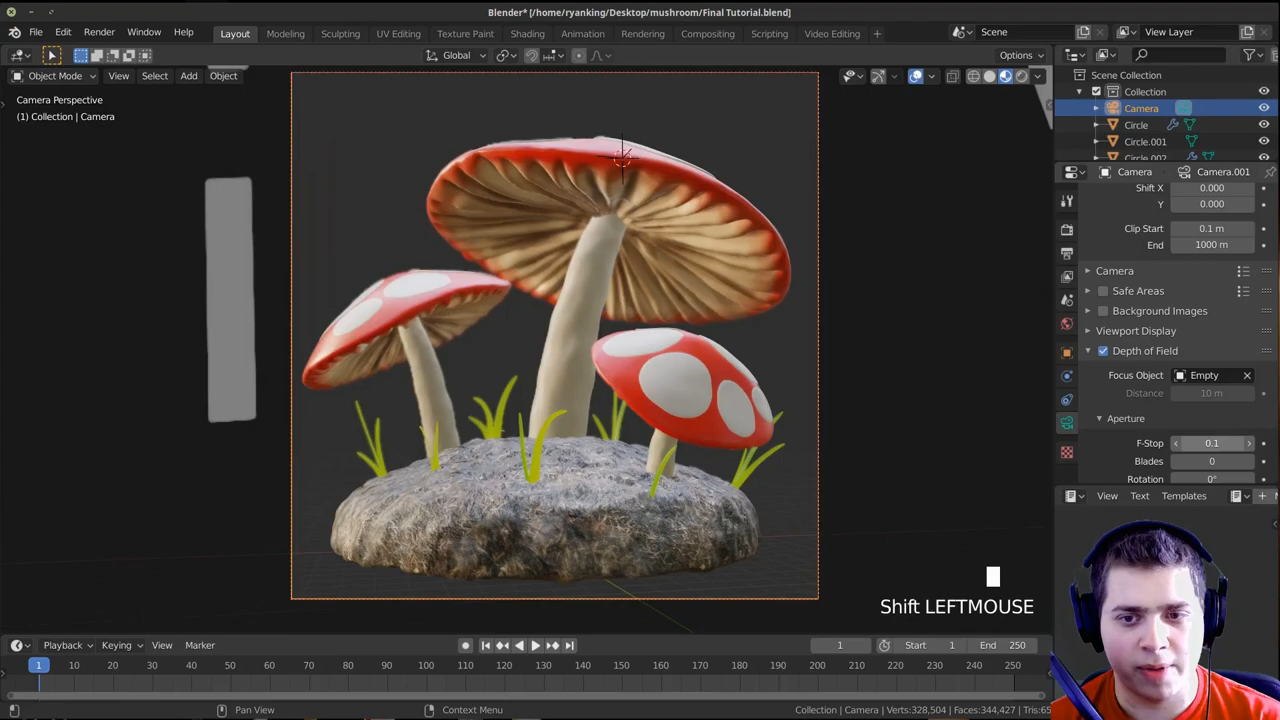 Blender* [/home/ryanking/Desktop/mushroom/Final Tutorial.blend]
File Edit Render Window Help Layout Modeling Sculpting UV Editing Texture Paint Shading Animation Rendering Compositing Scripting Video Editing + Scene View Layer
Global Options
Object Mode View Select Add Object
Camera Perspective
(1) Collection | Camera
Scene Collection
Collection
Camera
Circle
Circle.001
Circle.002
Camera Camera.001
Shift X 0.000
Y 0.000
Clip Start 0.1 m
End 1000 m
Camera
Safe Areas
Background Images
Viewport Display
Depth of Field
Focus Object Empty
Distance 10 m
Aperture
F-Stop 0.1
Blades 0
Rotation 0°
View Text Templates
Shift LEFTMOUSE
Playback Keying View Marker 1 Start 1 End 250
1 10 20 30 40 50 60 70 80 90 100 110 120 130 140 150 160 170 180 190 200 210 220 230 240 250
Pan View Context Menu Collection | Camera | Verts:328,504 | Faces:344,427 | Tris:65